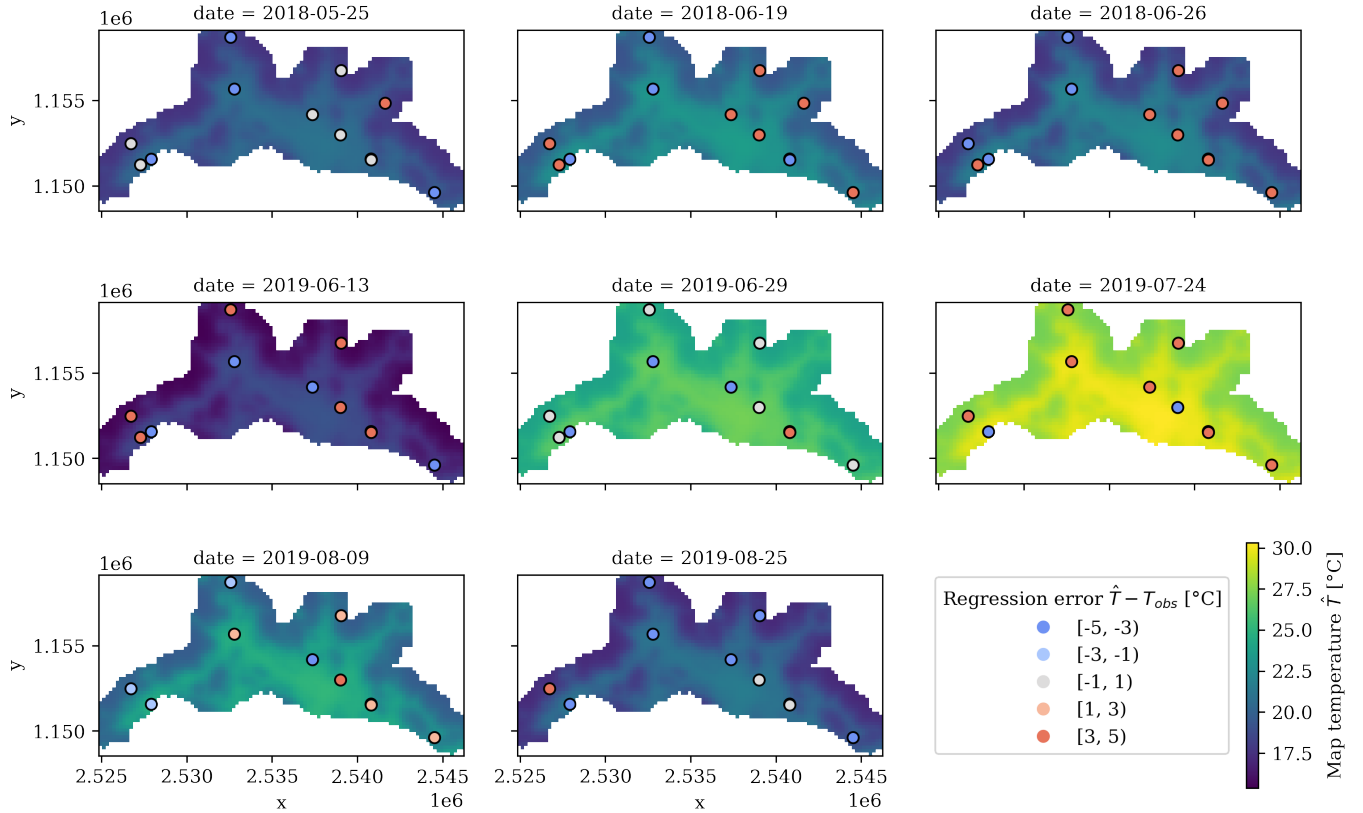 1e6
date = 2018-05-25
date = 2018-06-19
date = 2018-06-26
y
1.155
1.150
1e6
date = 2019-06-13
date = 2019-06-29
date = 2019-07-24
y
1.155
1.150
1e6
date = 2019-08-09
date = 2019-08-25
y
1.155
1.150
2.525 2.530 2.535 2.540 2.545
x
1e6
2.525 2.530 2.535 2.540 2.545
x
1e6
Regression error T̂ − Tobs [°C]
[-5, -3)
[-3, -1)
[-1, 1)
[1, 3)
[3, 5)
30.0
27.5
25.0
22.5
20.0
17.5
Map temperature T̂ [°C]